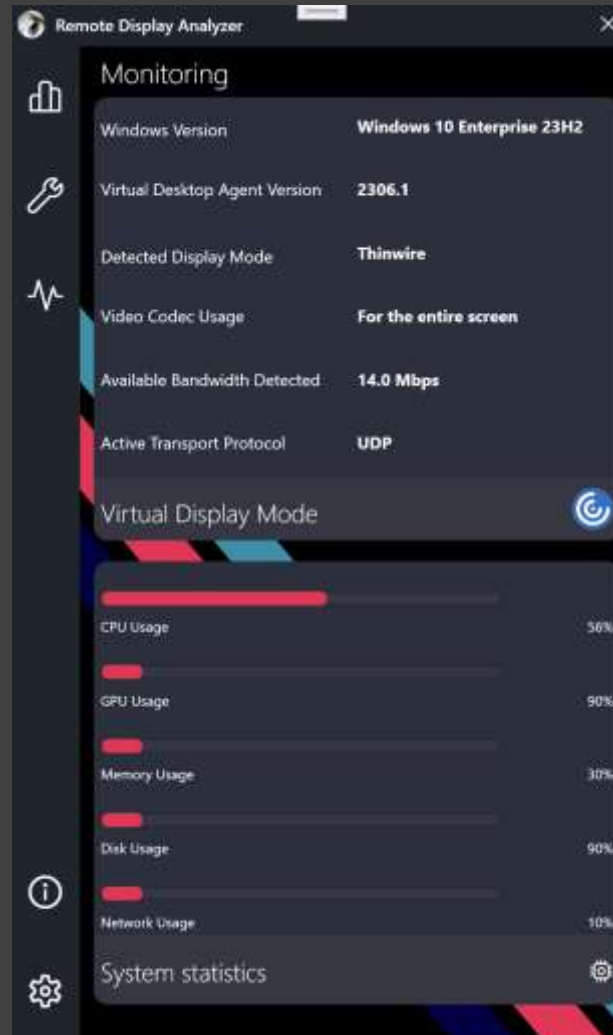 Remote Display Analyzer
Monitoring
Windows Version Windows 10 Enterprise 23H2
Virtual Desktop Agent Version 2306.1
Detected Display Mode Thinwire
Video Codec Usage For the entire screen
Available Bandwidth Detected 14.0 Mbps
Active Transport Protocol UDP
Virtual Display Mode
CPU Usage 56%
GPU Usage 90%
Memory Usage 30%
Disk Usage 90%
Network Usage 10%
System statistics